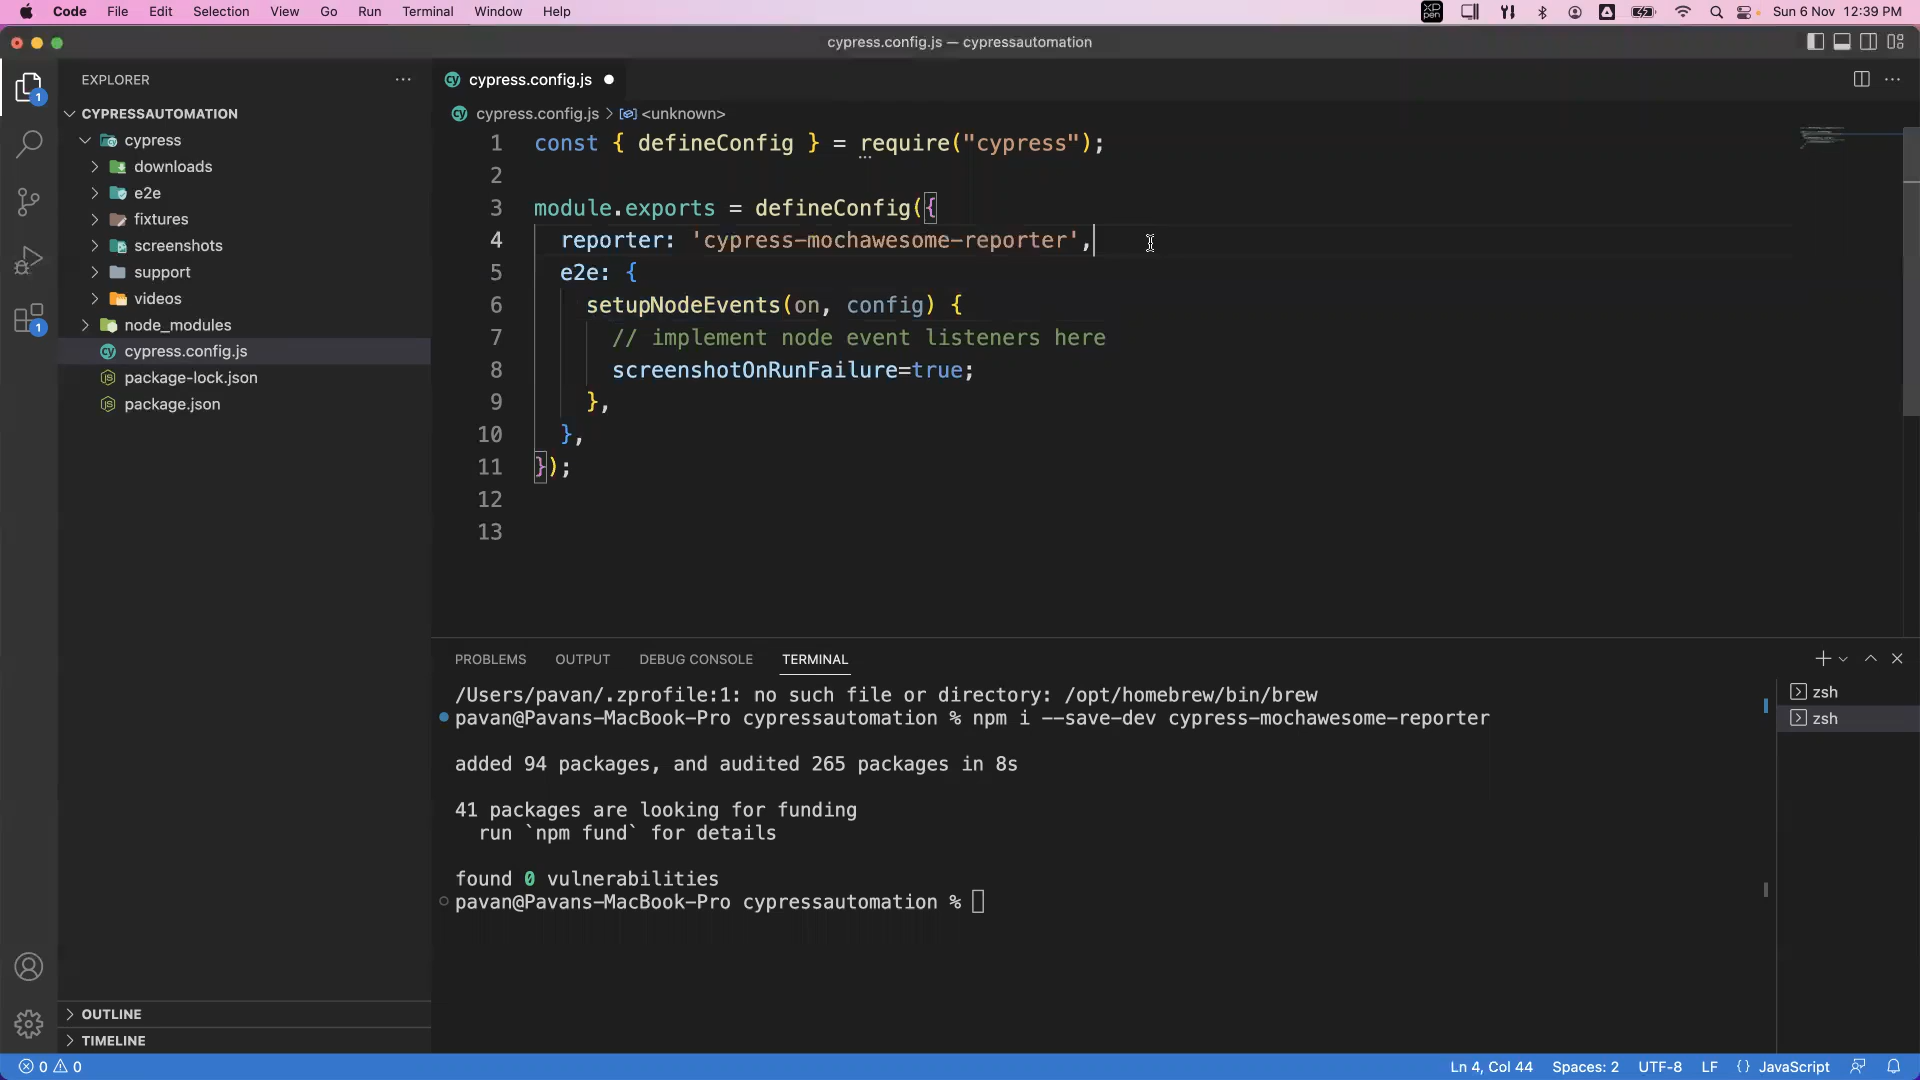 Code File Edit Selection View Go Run Terminal Window Help
XP
pen
Sun 6 Nov 12:39 PM
cypress.config.js — cypressautomation
EXPLORER
1
CYPRESSAUTOMATION
cypress
downloads
e2e
fixtures
screenshots
support
videos
1
node_modules
cypress.config.js
package-lock.json
package.json
OUTLINE
TIMELINE
cypress.config.js
cypress.config.js > <unknown>
1 const { defineConfig } = require("cypress");
2
3 module.exports = defineConfig({
4 reporter: 'cypress-mochawesome-reporter',
5 e2e: {
6 setupNodeEvents(on, config) {
7 // implement node event listeners here
8 screenshotOnRunFailure=true;
9 },
10 },
11 });
12
13
PROBLEMS OUTPUT DEBUG CONSOLE TERMINAL
/Users/pavan/.zprofile:1: no such file or directory: /opt/homebrew/bin/brew
pavan@Pavans-MacBook-Pro cypressautomation % npm i --save-dev cypress-mochawesome-reporter
added 94 packages, and audited 265 packages in 8s
41 packages are looking for funding
run `npm fund` for details
found 0 vulnerabilities
pavan@Pavans-MacBook-Pro cypressautomation %
zsh
zsh
0 0
Ln 4, Col 44 Spaces: 2 UTF-8 LF {} JavaScript